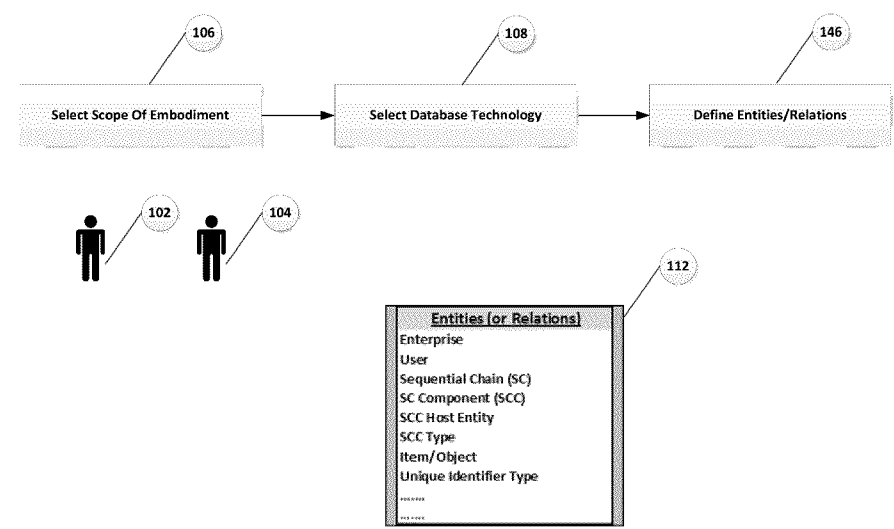 106
108
146
Select Scope Of Embodiment
Select Database Technology
Define Entities/Relations
102
104
112
Entities (or Relations)
Enterprise
User
Sequential Chain (SC)
SC Component (SCC)
SCC Host Entity
SCC Type
Item/Object
Unique Identifier Type
.......
.......